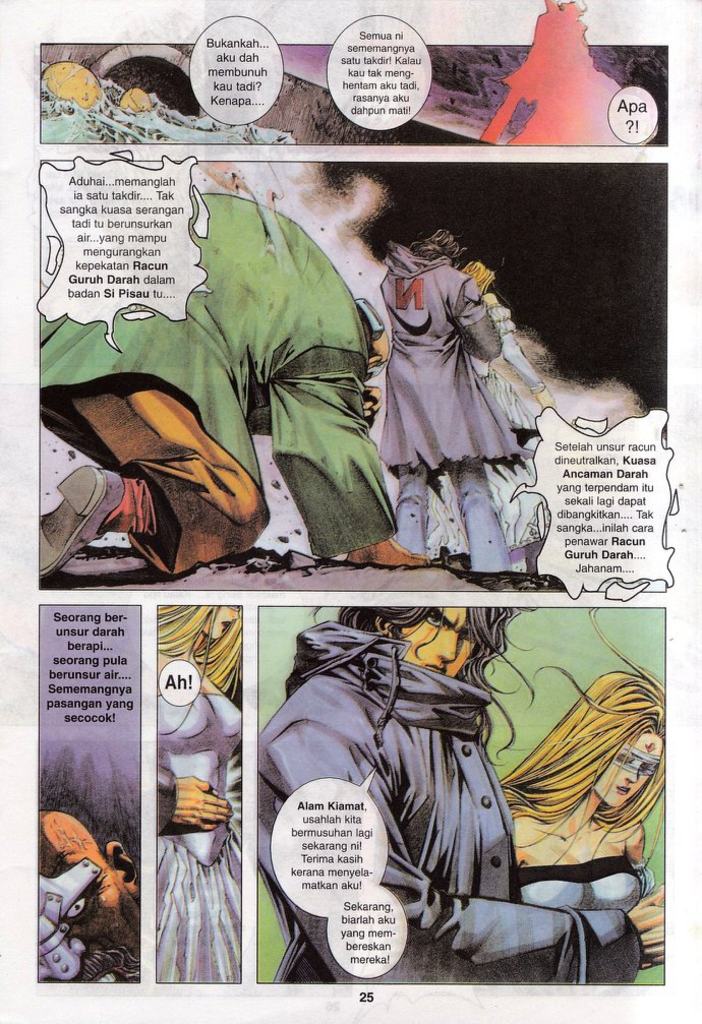 Bukankah...
aku dah
membunuh
kau tadi?
Kenapa....
Semua ni
sememangnya
satu takdir! Kalau
kau tak meng-
hentam aku tadi,
rasanya aku
dahpun mati!
Apa
?!
Aduhai...memanglah
ia satu takdir.... Tak
sangka kuasa serangan
tadi tu berunsurkan
air...yang mampu
mengurangkan
kepekatan Racun
Guruh Darah dalam
badan Si Pisau tu....
Setelah unsur racun
dineutralkan, Kuasa
Ancaman Darah
yang terpendam itu
sekali lagi dapat
dibangkitkan.... Tak
sangka...inilah cara
penawar Racun
Guruh Darah....
Jahanam....
Seorang ber-
unsur darah
berapi...
seorang pula
berunsur air....
Sememangnya
pasangan yang
secocok!
Ah!
Alam Kiamat,
usahlah kita
bermusuhan lagi
sekarang ni!
Terima kasih
kerana menyela-
matkan aku!
Sekarang,
biarlah aku
yang mem-
bereskan
mereka!
25